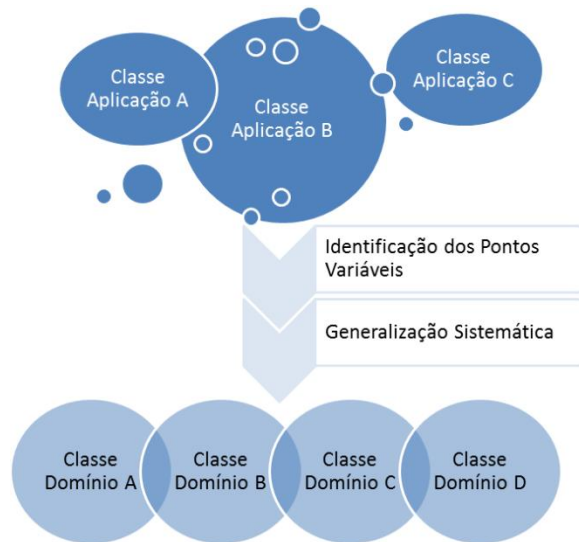 Classe
Aplicação A
Classe
Aplicação B
Classe
Aplicação C
Identificação dos Pontos
Variáveis
Generalização Sistemática
Classe
Domínio A
Classe
Domínio B
Classe
Domínio C
Classe
Domínio D